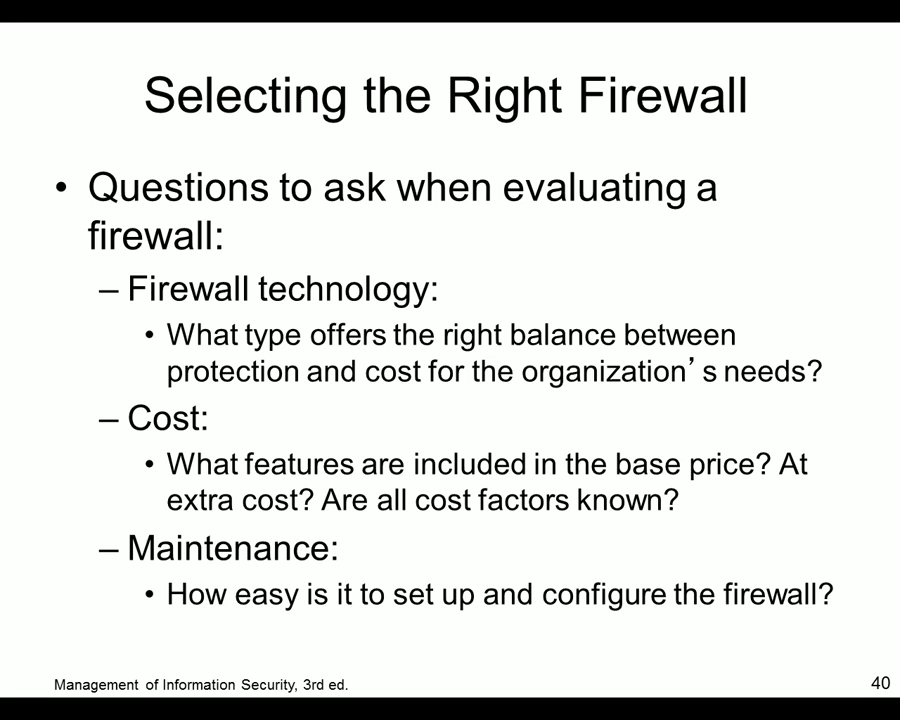 Selecting the Right Firewall
• Questions to ask when evaluating a
firewall:
– Firewall technology:
• What type offers the right balance between
protection and cost for the organization’s needs?
– Cost:
• What features are included in the base price? At
extra cost? Are all cost factors known?
– Maintenance:
• How easy is it to set up and configure the firewall?
Management of Information Security, 3rd ed.
40